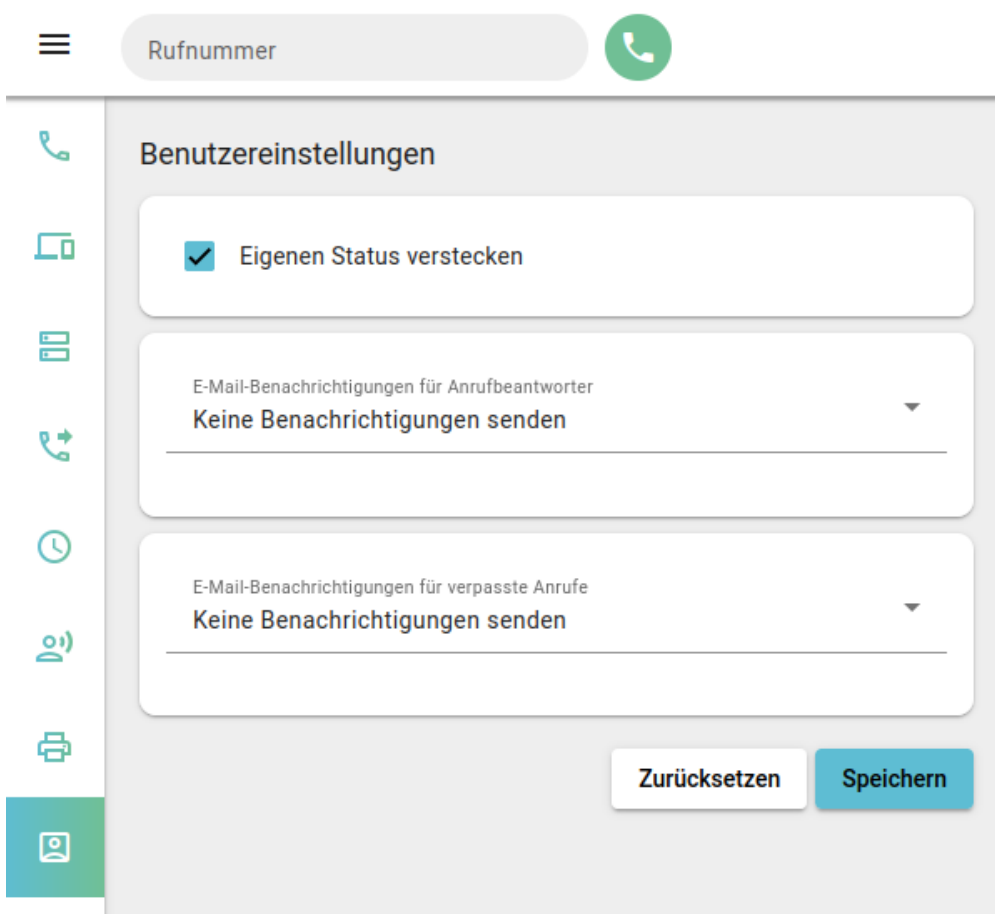 Rufnummer
Benutzereinstellungen
Eigenen Status verstecken
E-Mail-Benachrichtigungen für Anrufbeantworter
Keine Benachrichtigungen senden
E-Mail-Benachrichtigungen für verpasste Anrufe
Keine Benachrichtigungen senden
Zurücksetzen
Speichern